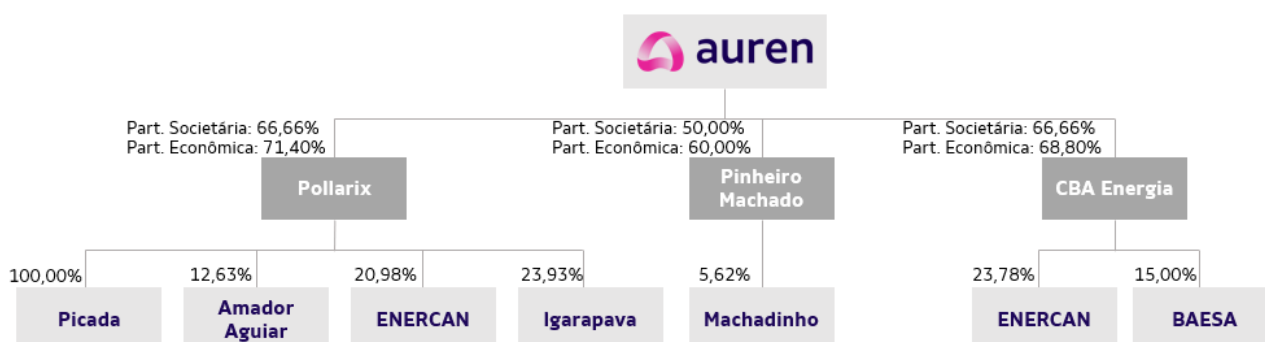 auren
Part. Societária: 66,66%
Part. Econômica: 71,40%
Part. Societária: 50,00%
Part. Econômica: 60,00%
Part. Societária: 66,66%
Part. Econômica: 68,80%
Pollarix
Pinheiro
Machado
CBA Energia
100,00%
12,63%
20,98%
23,93%
5,62%
23,78%
15,00%
Picada
Amador
Aguiar
ENERCAN
Igarapava
Machadinho
ENERCAN
BAESA